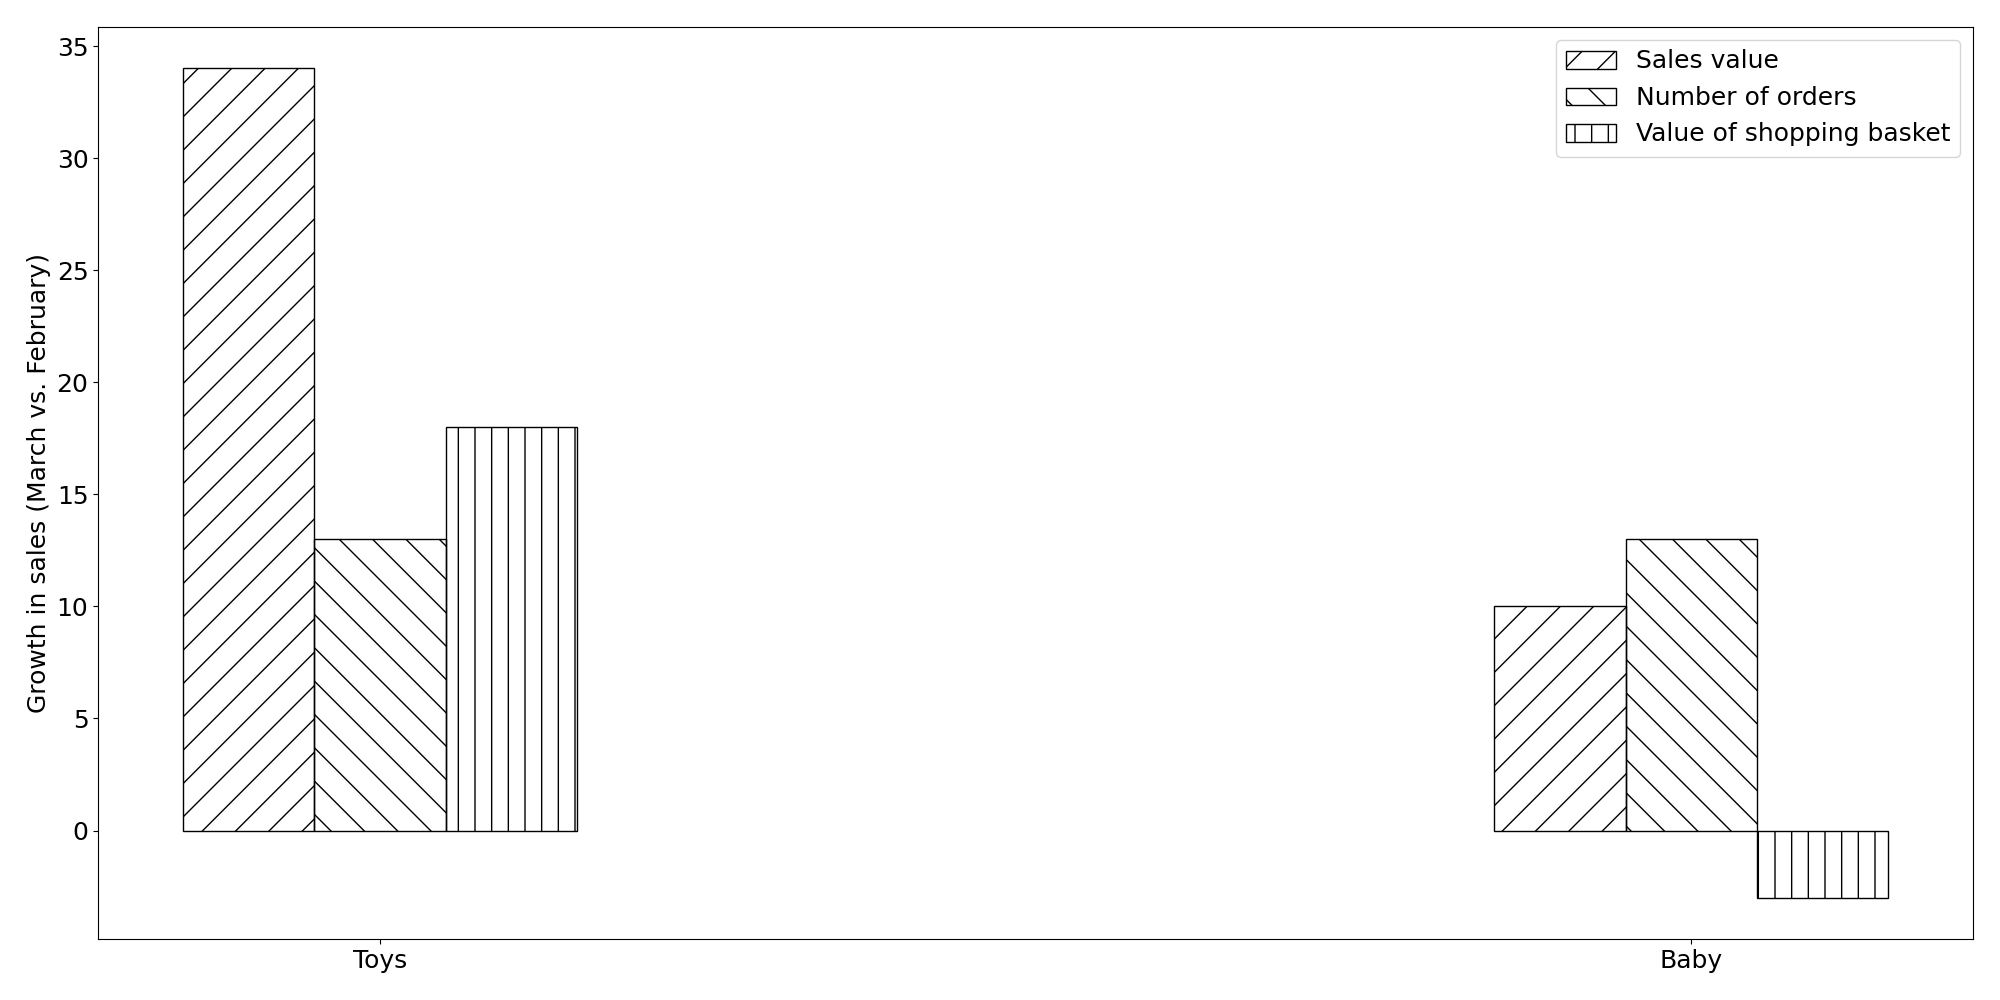 Growth in sales (March vs. February)
35
30
25
20
15
10
5
0
Sales value
Number of orders
Value of shopping basket
Toys
Baby